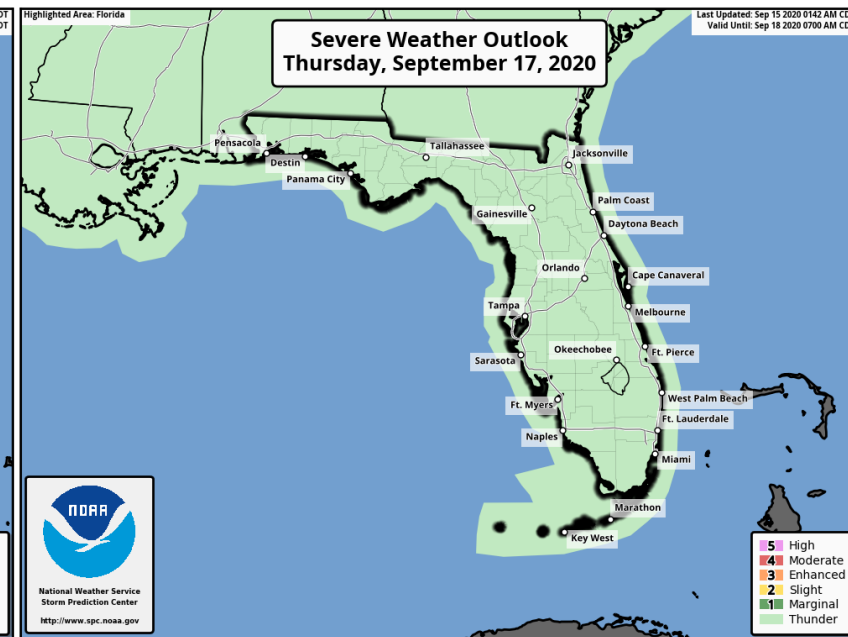 DT
DT
Highlighted Area: Florida
Last Updated: Sep 15 2020 0142 AM CD
Valid Until: Sep 18 2020 0700 AM CD
Severe Weather Outlook
Thursday, September 17, 2020
Pensacola
Destin
Panama City
Tallahassee
Jacksonville
Gainesville
Palm Coast
Daytona Beach
Orlando
Cape Canaveral
Tampa
Melbourne
Okeechobee
Ft. Pierce
Sarasota
Ft. Myers
West Palm Beach
Ft. Lauderdale
Naples
Miami
Marathon
Key West
NOAA
National Weather Service
Storm Prediction Center
http://www.spc.noaa.gov
5 High
4 Moderate
3 Enhanced
2 Slight
1 Marginal
Thunder